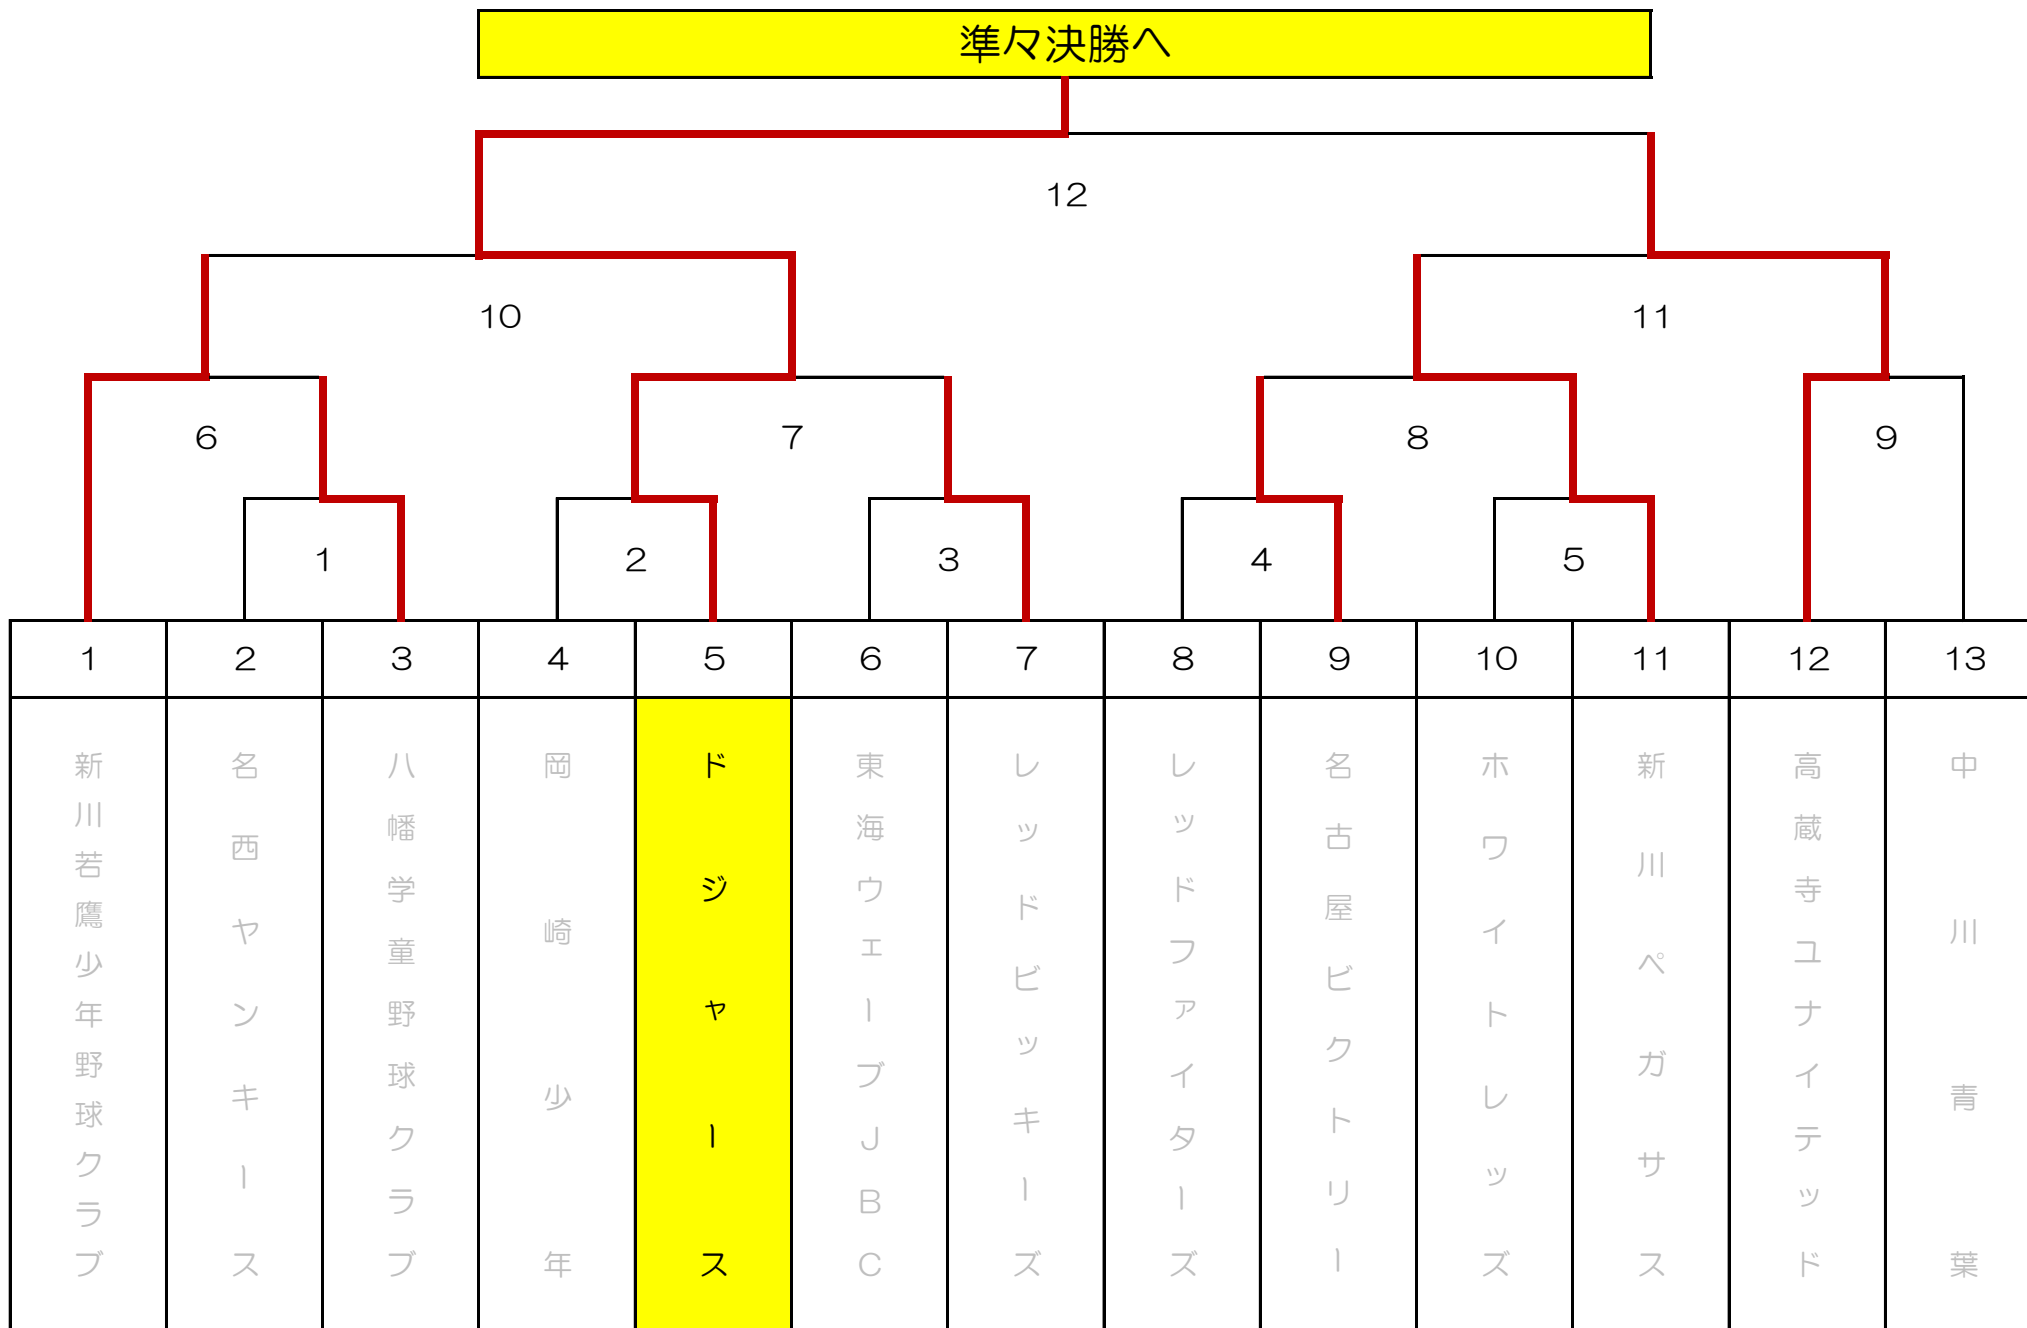 準々決勝へ
12
10
11
6
7
8
9
1
2
3
4
5
1
2
3
4
5
6
7
8
9
10
11
12
13
新川若鷹少年野球クラブ
名西ヤンキース
八幡学童野球クラブ
岡崎少年
ドジャース
東海ウェーブJBC
レッドビッキーズ
レッドファイターズ
名古屋ビクトリー
ホワイトレッズ
新川ペガサス
高蔵寺ユナイテッド
中川青葉